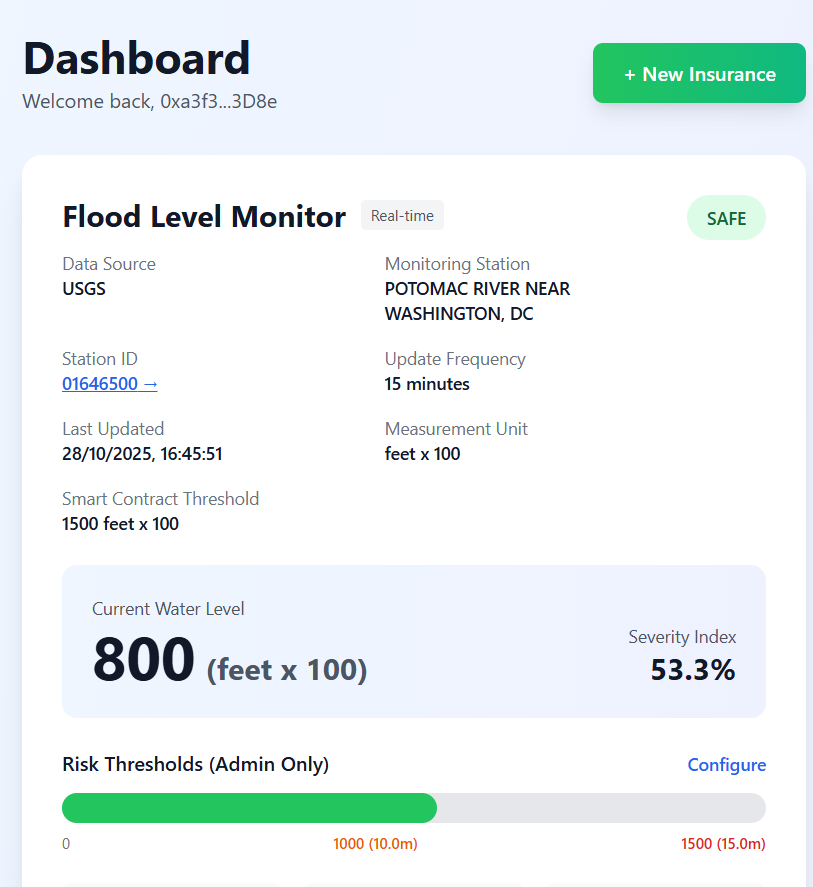 Dashboard
Welcome back, 0xa3f3...3D8e
+ New Insurance
Flood Level Monitor
Real-time
SAFE
Data Source
USGS
Monitoring Station
POTOMAC RIVER NEAR
WASHINGTON, DC
Station ID
01646500 →
Update Frequency
15 minutes
Last Updated
28/10/2025, 16:45:51
Measurement Unit
feet x 100
Smart Contract Threshold
1500 feet x 100
Current Water Level
800 (feet x 100)
Severity Index
53.3%
Risk Thresholds (Admin Only)
Configure
0
1000 (10.0m)
1500 (15.0m)